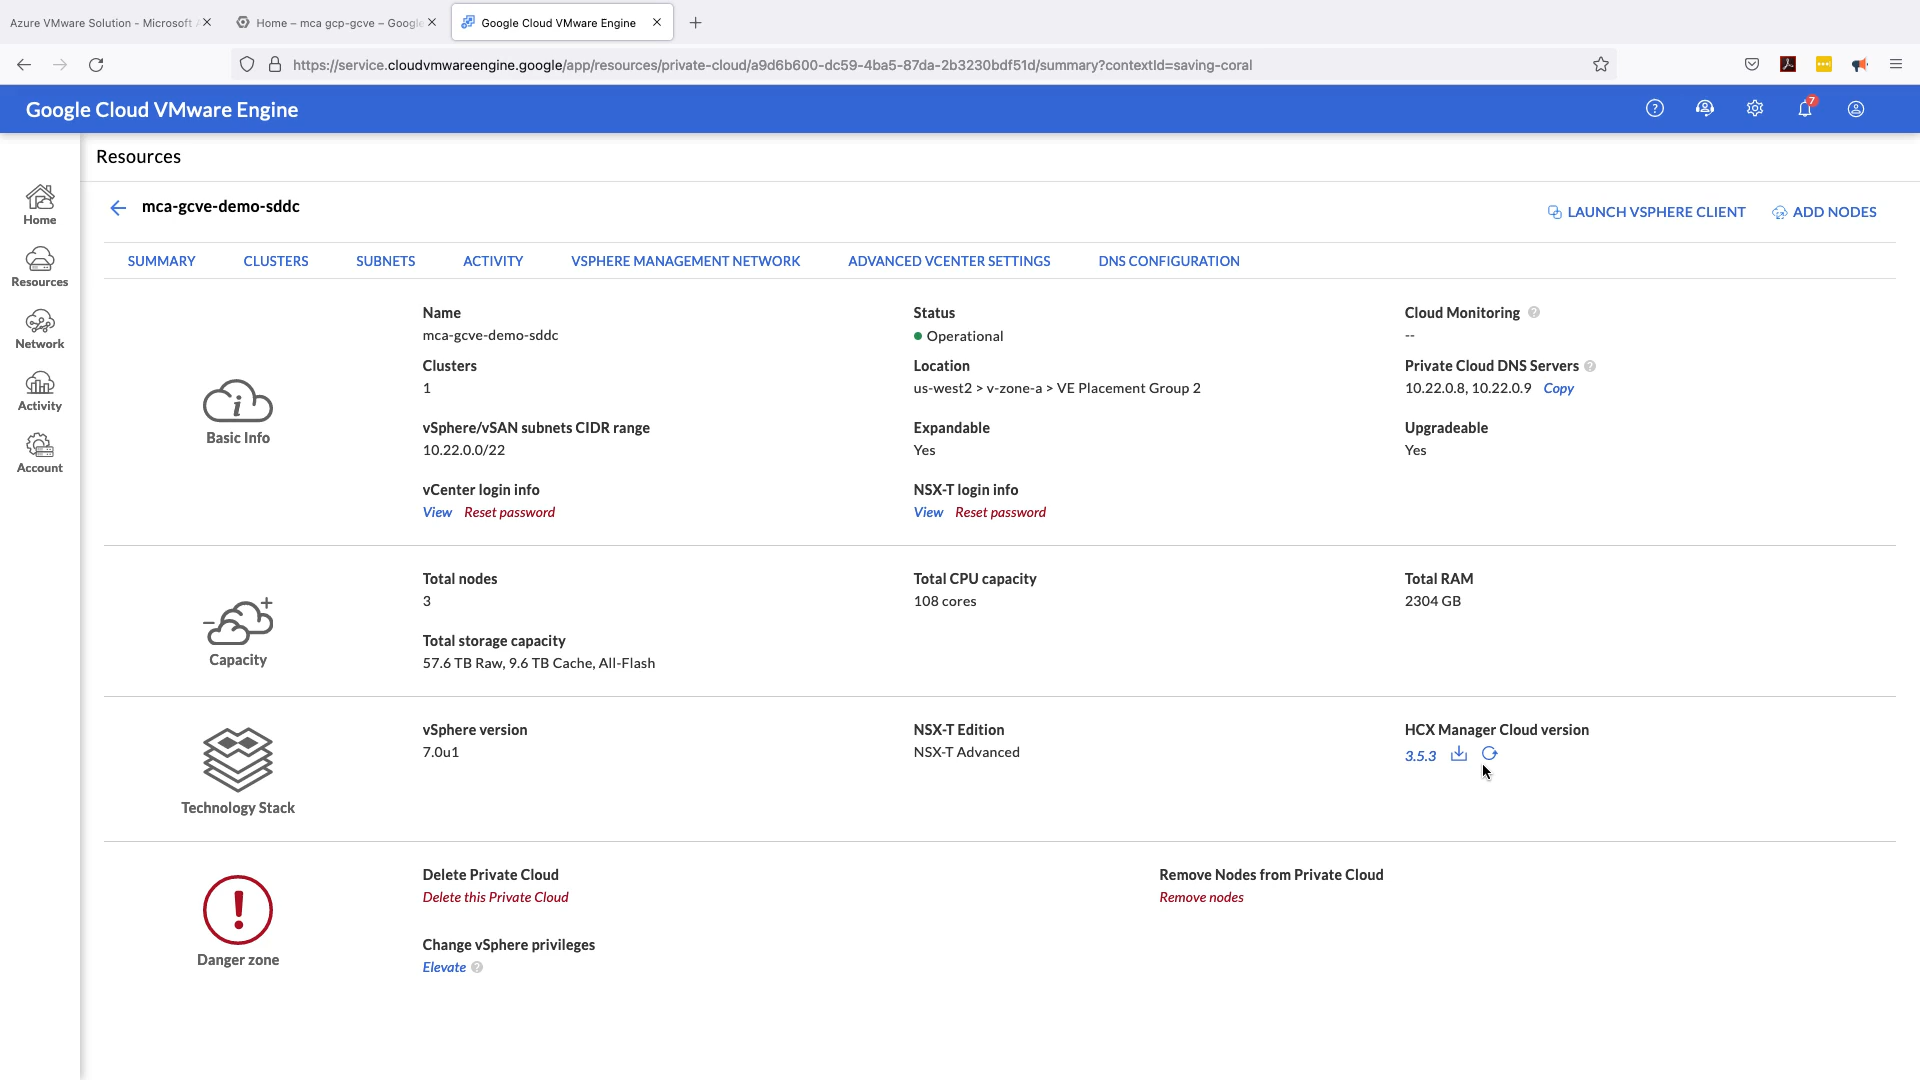 Azure VMware Solution - Microsoft
Home – mca gcp-gcve – Google
Google Cloud VMware Engine
https://service.cloudvmwareengine.google/app/resources/private-cloud/a9d6b600-dc59-4ba5-87da-2b3230bdf51d/summary?contextId=saving-coral
Google Cloud VMware Engine
7
Resources
Home
Resources
Network
Activity
Account
mca-gcve-demo-sddc
LAUNCH VSPHERE CLIENT
ADD NODES
SUMMARY
CLUSTERS
SUBNETS
ACTIVITY
VSPHERE MANAGEMENT NETWORK
ADVANCED VCENTER SETTINGS
DNS CONFIGURATION
Basic Info
Name
mca-gcve-demo-sddc
Status
Operational
Cloud Monitoring
--
Clusters
1
Location
us-west2 > v-zone-a > VE Placement Group 2
Private Cloud DNS Servers
10.22.0.8, 10.22.0.9 Copy
vSphere/vSAN subnets CIDR range
10.22.0.0/22
Expandable
Yes
Upgradeable
Yes
vCenter login info
View Reset password
NSX-T login info
View Reset password
Capacity
Total nodes
3
Total CPU capacity
108 cores
Total RAM
2304 GB
Total storage capacity
57.6 TB Raw, 9.6 TB Cache, All-Flash
Technology Stack
vSphere version
7.0u1
NSX-T Edition
NSX-T Advanced
HCX Manager Cloud version
3.5.3
Danger zone
Delete Private Cloud
Delete this Private Cloud
Remove Nodes from Private Cloud
Remove nodes
Change vSphere privileges
Elevate